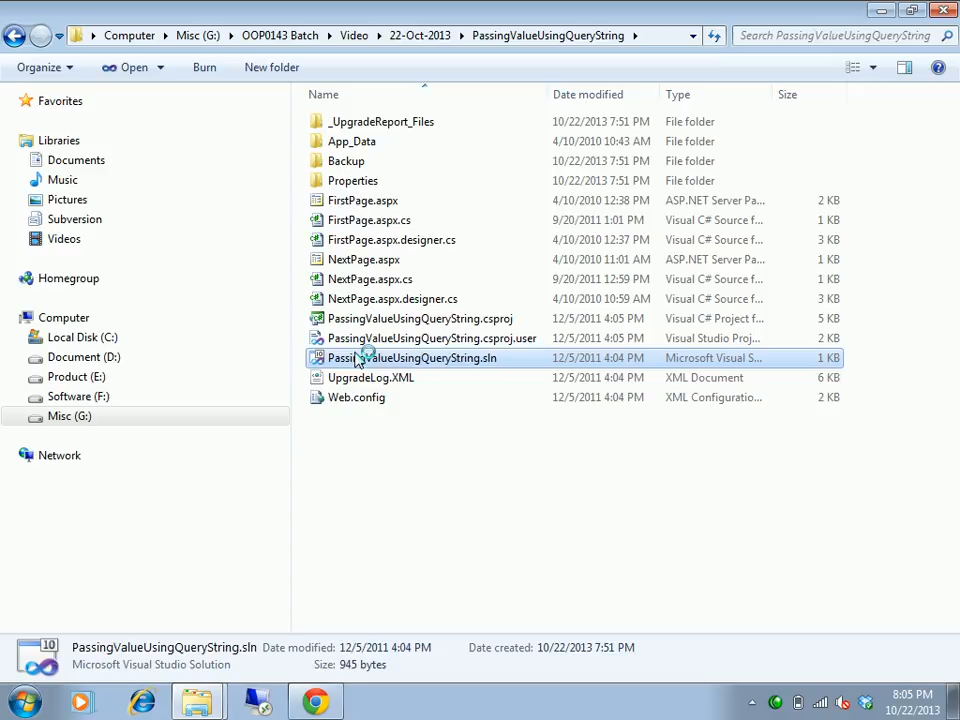 Computer Misc (G:) OOP0143 Batch Video 22-Oct-2013 PassingValueUsingQueryString Search PassingValueUsingQueryString
Organize Open Burn New folder
Name Date modified Type Size
Favorites
Libraries
Documents
Music
Pictures
Subversion
Videos
Homegroup
Computer
Local Disk (C:)
Document (D:)
Product (E:)
Software (F:)
Misc (G:)
Network
_UpgradeReport_Files 10/22/2013 7:51 PM File folder
App_Data 4/10/2010 10:43 AM File folder
Backup 10/22/2013 7:51 PM File folder
Properties 10/22/2013 7:51 PM File folder
FirstPage.aspx 4/10/2010 12:38 PM ASP.NET Server Pa... 2 KB
FirstPage.aspx.cs 9/20/2011 1:01 PM Visual C# Source f... 1 KB
FirstPage.aspx.designer.cs 4/10/2010 12:37 PM Visual C# Source f... 3 KB
NextPage.aspx 4/10/2010 11:01 AM ASP.NET Server Pa... 1 KB
NextPage.aspx.cs 9/20/2011 12:59 PM Visual C# Source f... 1 KB
NextPage.aspx.designer.cs 4/10/2010 10:59 AM Visual C# Source f... 3 KB
PassingValueUsingQueryString.csproj 12/5/2011 4:05 PM Visual C# Project f... 5 KB
PassingValueUsingQueryString.csproj.user 12/5/2011 4:05 PM Visual Studio Proj... 2 KB
PassingValueUsingQueryString.sln 12/5/2011 4:04 PM Microsoft Visual S... 1 KB
UpgradeLog.XML 12/5/2011 4:04 PM XML Document 6 KB
Web.config 12/5/2011 4:04 PM XML Configuratio... 2 KB
10
PassingValueUsingQueryString.sln Date modified: 12/5/2011 4:04 PM Date created: 10/22/2013 7:51 PM
Microsoft Visual Studio Solution Size: 945 bytes
8:05 PM
10/22/2013